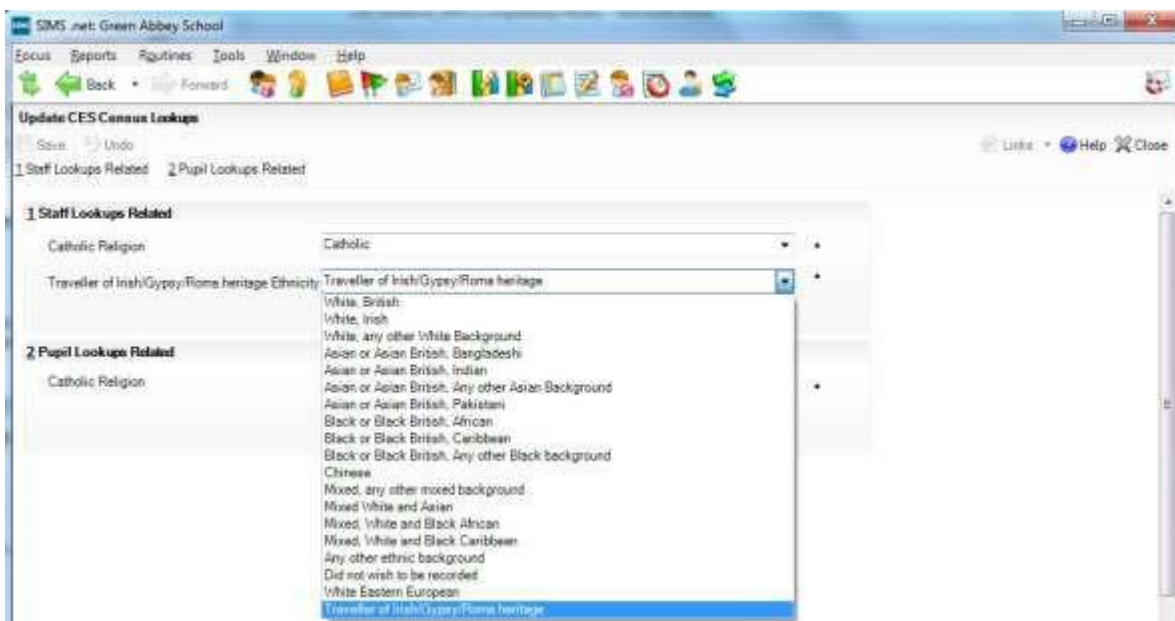 SIMS .net: Green Abbey School
Focus Reports Routines Tools Window Help
Back Forward
Update CES Census Lookups
Save Undo Links Help Close
1 Staff Lookups Related 2 Pupil Lookups Related
1 Staff Lookups Related
Catholic Religion Catholic
Traveller of Irish/Gypsy/Roma heritage Ethnicity Traveller of Irish/Gypsy/Roma heritage
White, British
White, Irish
White, any other White Background
2 Pupil Lookups Related
Asian or Asian British, Bangladeshi
Asian or Asian British, Indian
Catholic Religion
Asian or Asian British, Any other Asian Background
Asian or Asian British, Pakistani
Black or Black British, African
Black or Black British, Caribbean
Black or Black British, Any other Black background
Chinese
Mixed, any other mixed background
Mixed White and Asian
Mixed, White and Black African
Mixed, White and Black Caribbean
Any other ethnic background
Did not wish to be recorded
White Eastern European
Traveller of Irish/Gypsy/Roma heritage